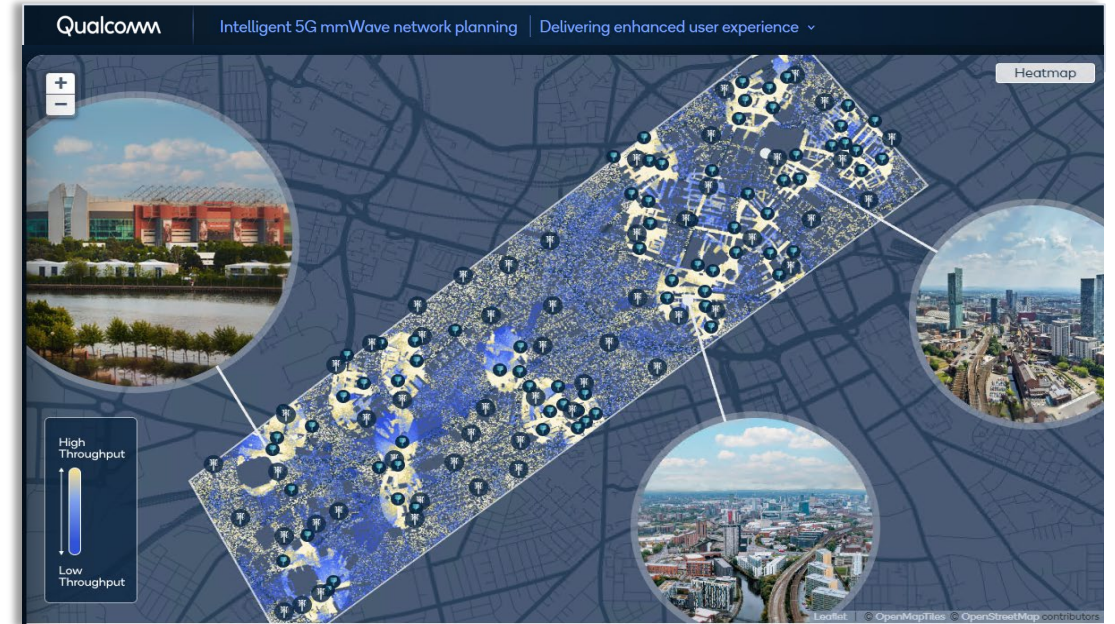 Qualcomm
Intelligent 5G mmWave network planning
Delivering enhanced user experience
+
−
Heatmap
High
Throughput
Low
Throughput
Leaflet | © OpenMapTiles © OpenStreetMap contributors